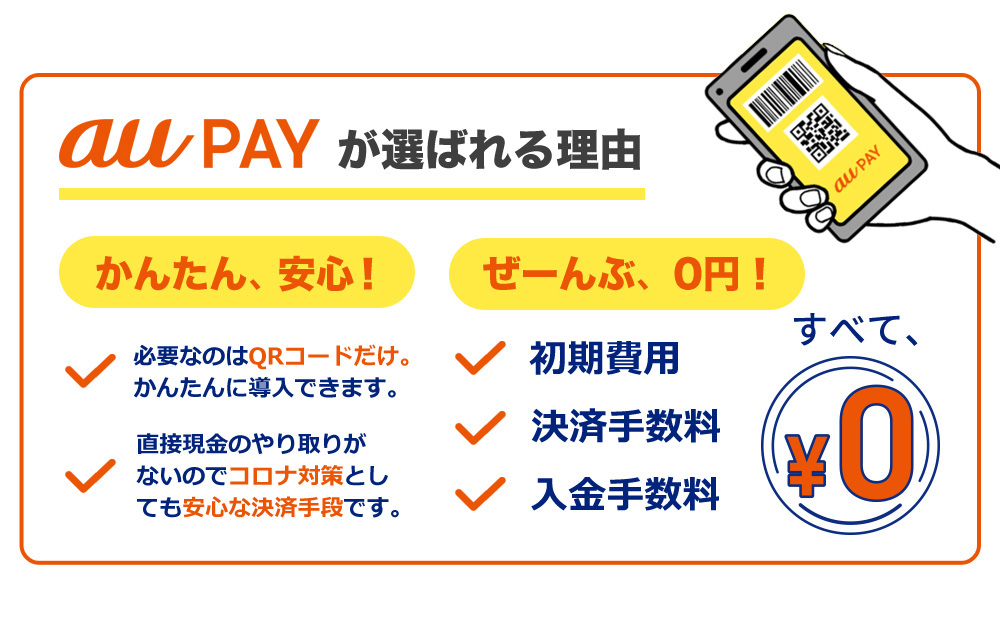 au PAY が選ばれる理由
au PAY
かんたん、安心！
必要なのはQRコードだけ。
かんたんに導入できます。
直接現金のやり取りが
ないのでコロナ対策とし
ても安心な決済手段です。
ぜーんぶ、0円！
初期費用
決済手数料
入金手数料
すべて、
¥0